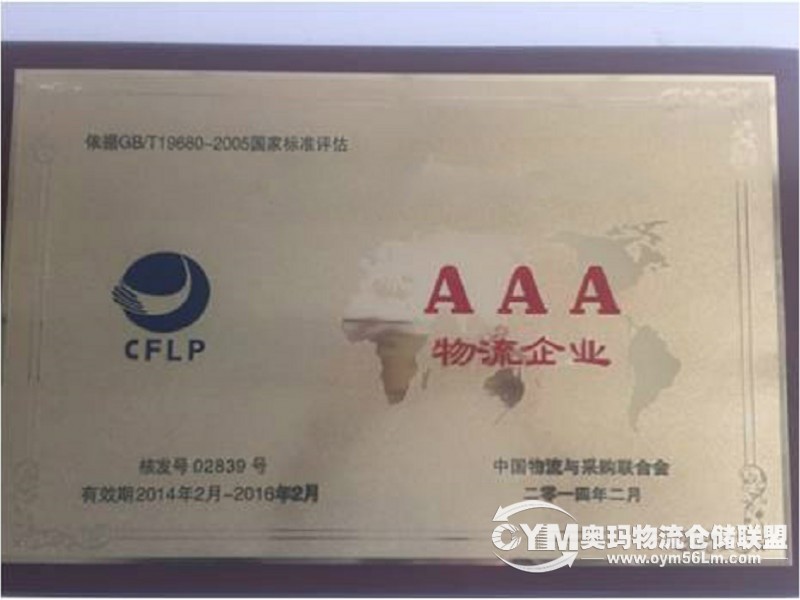 依据GB/T19680-2005国家标准评估
AAA
CFLP
物流企业
核发号 02839 号
中国物流与采购联合会
有效期2014年2月-2016年2月
二零一四年二月
OYM奥玛物流仓储联盟
www.oym56Lm.com